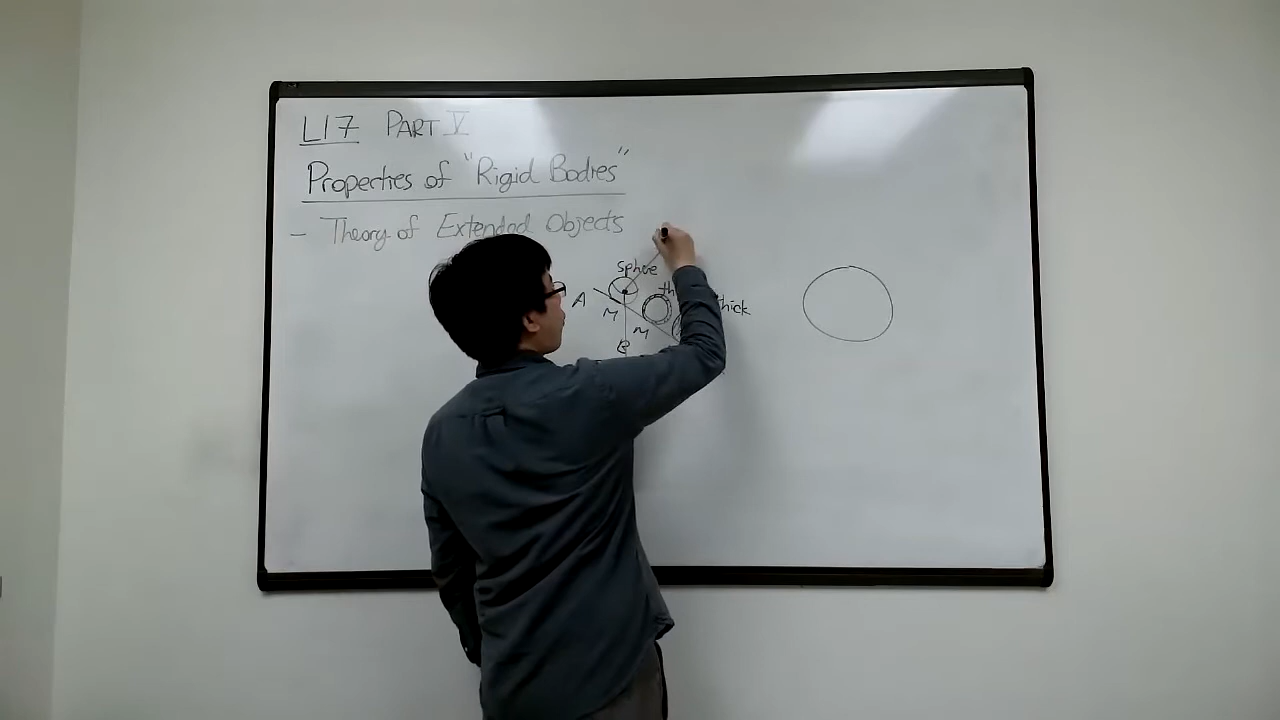 L17 PART V
Properties of "Rigid Bodies"
- Theory of Extended Objects
sphere
A
M
thick
M